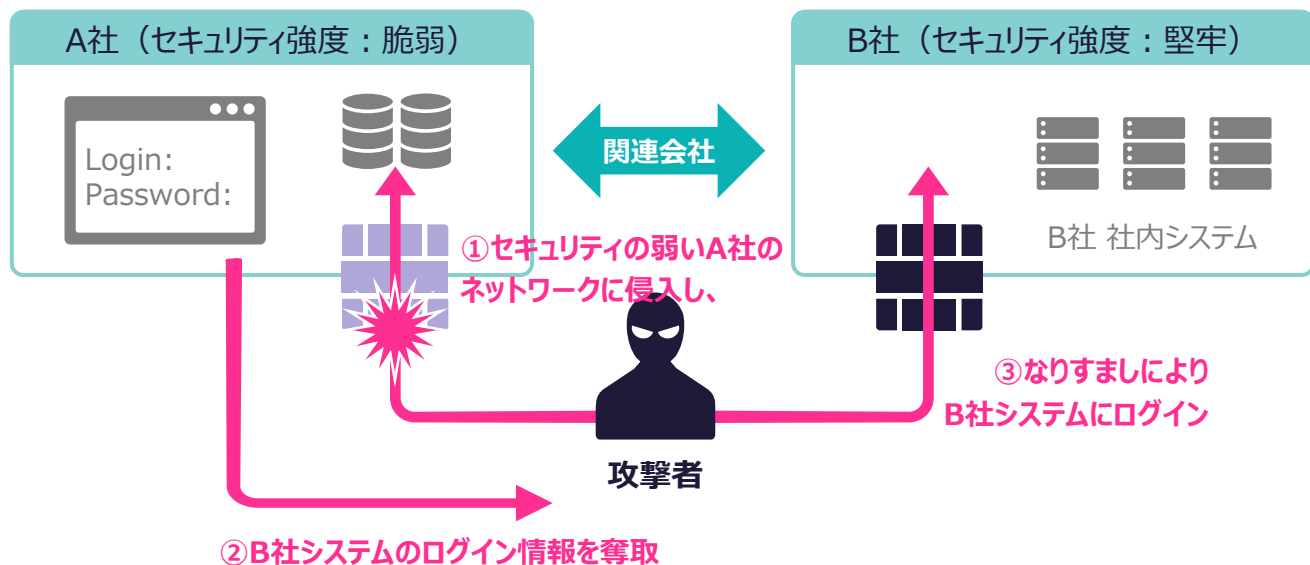 A社（セキュリティ強度：脆弱）
B社（セキュリティ強度：堅牢）
Login:
Password:
関連会社
①セキュリティの弱いA社の
ネットワークに侵入し、
B社 社内システム
③なりすましにより
B社システムにログイン
攻撃者
②B社システムのログイン情報を奪取